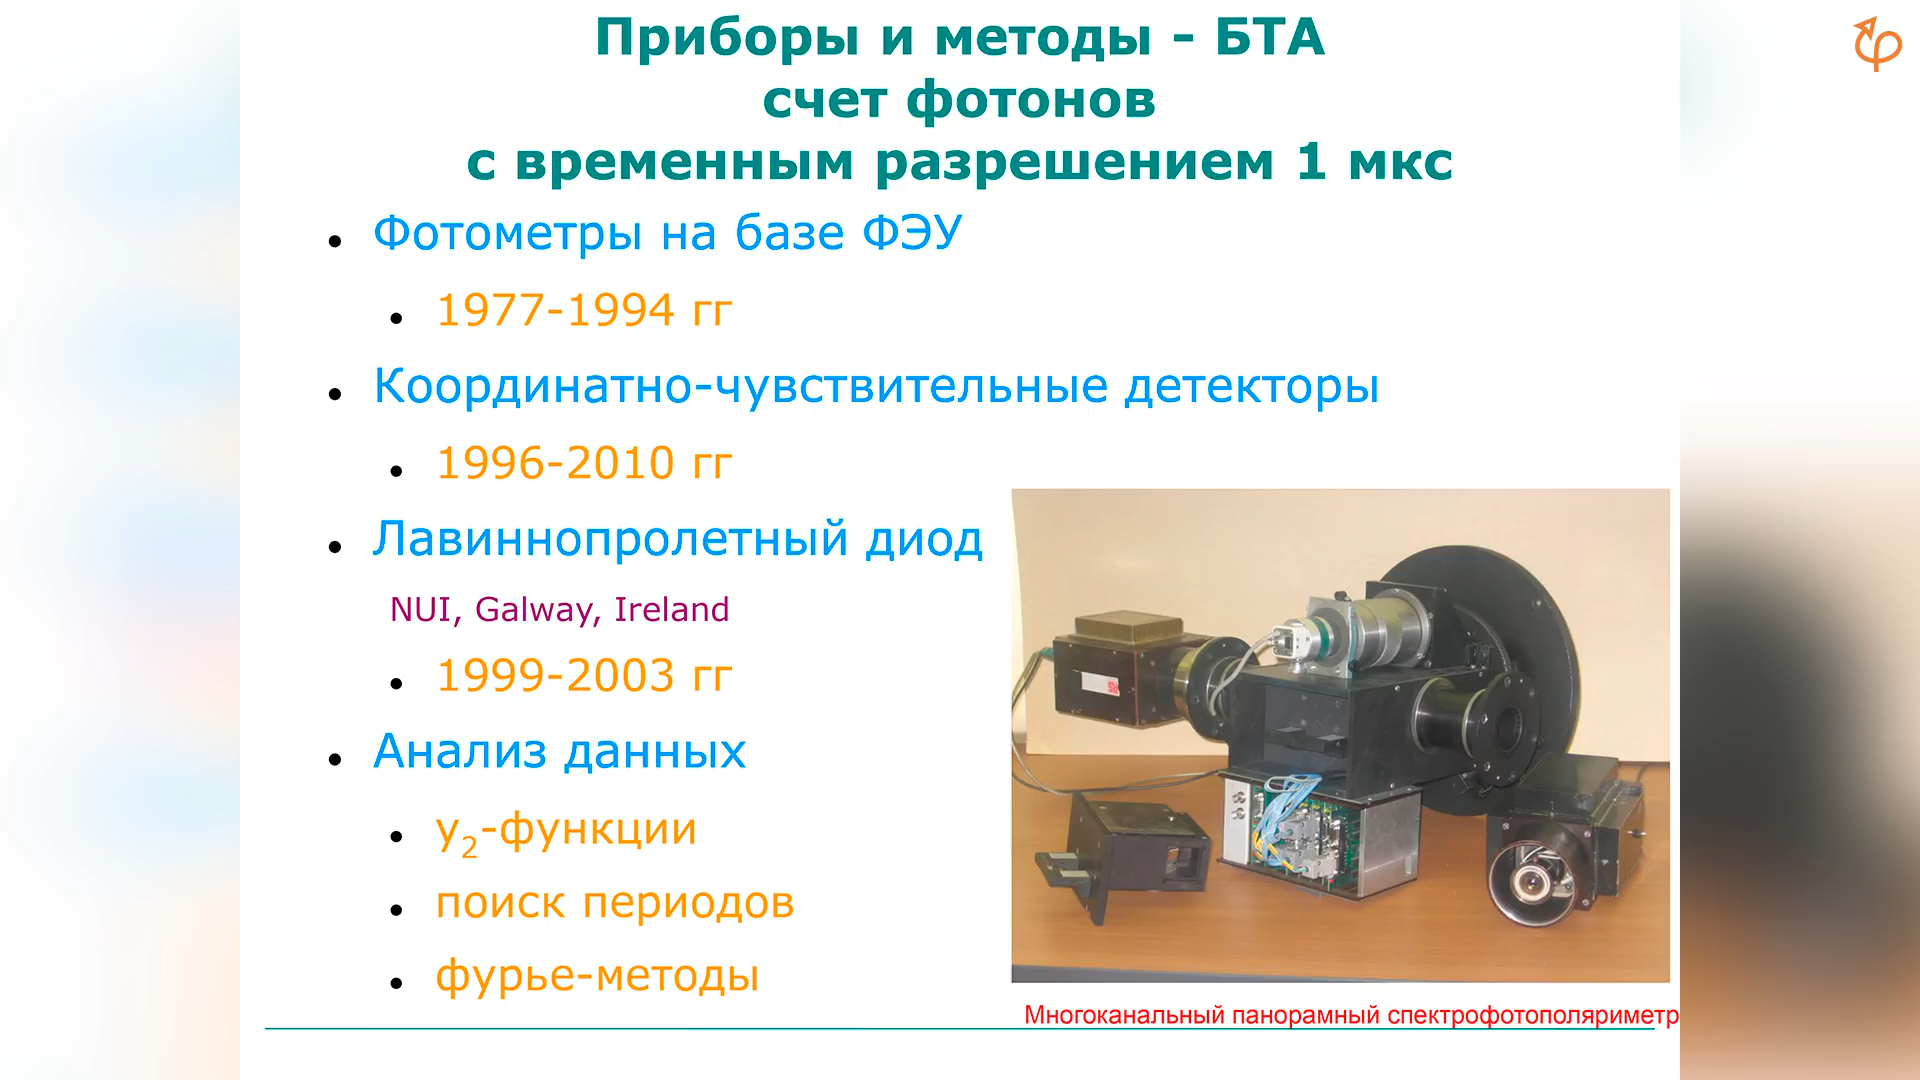 Приборы и методы - БТА
счет фотонов
с временным разрешением 1 мкс
• Фотометры на базе ФЭУ
• 1977-1994 гг
• Координатно-чувствительные детекторы
• 1996-2010 гг
• Лавиннопролетный диод
NUI, Galway, Ireland
• 1999-2003 гг
• Анализ данных
• y₂-функции
• поиск периодов
• фурье-методы
Многоканальный панорамный спектрофотополяриметр